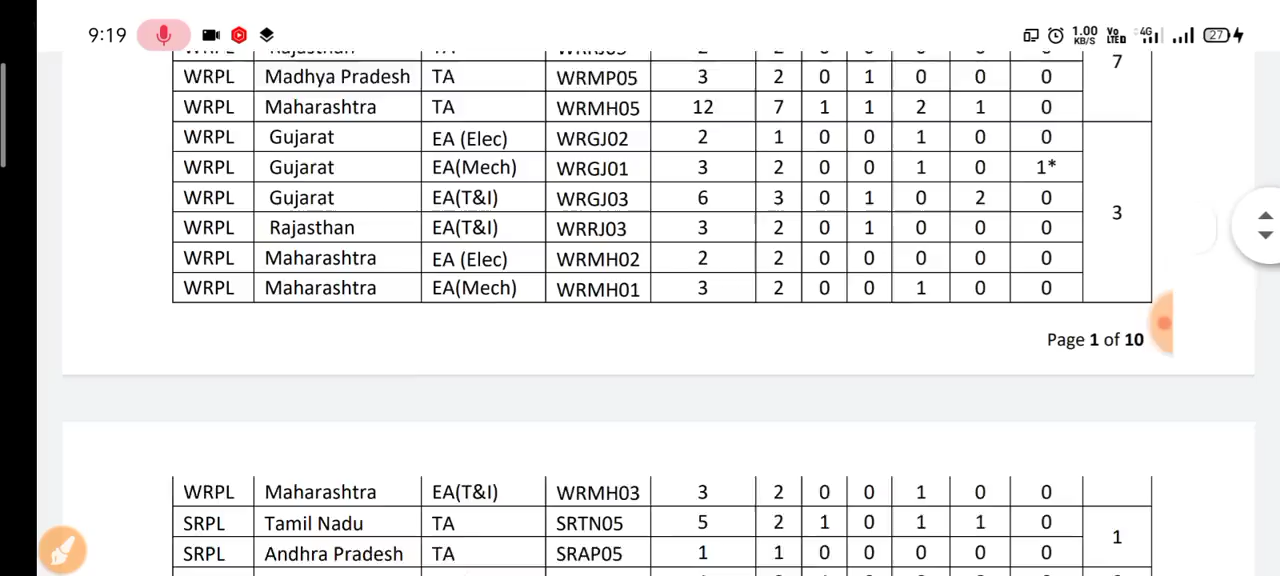 9:19 1.00 KB/S Vo LTED 4G 27
WRPL Madhya Pradesh TA WRMP05 3 2 0 1 0 0 0 7
WRPL Maharashtra TA WRMH05 12 7 1 1 2 1 0
WRPL Gujarat EA (Elec) WRGJ02 2 1 0 0 1 0 0
WRPL Gujarat EA(Mech) WRGJ01 3 2 0 0 1 0 1*
WRPL Gujarat EA(T&I) WRGJ03 6 3 0 1 0 2 0 3
WRPL Rajasthan EA(T&I) WRRJ03 3 2 0 1 0 0 0
WRPL Maharashtra EA (Elec) WRMH02 2 2 0 0 0 0 0
WRPL Maharashtra EA(Mech) WRMH01 3 2 0 0 1 0 0
Page 1 of 10
WRPL Maharashtra EA(T&I) WRMH03 3 2 0 0 1 0 0
SRPL Tamil Nadu TA SRTN05 5 2 1 0 1 1 0 1
SRPL Andhra Pradesh TA SRAP05 1 1 0 0 0 0 0